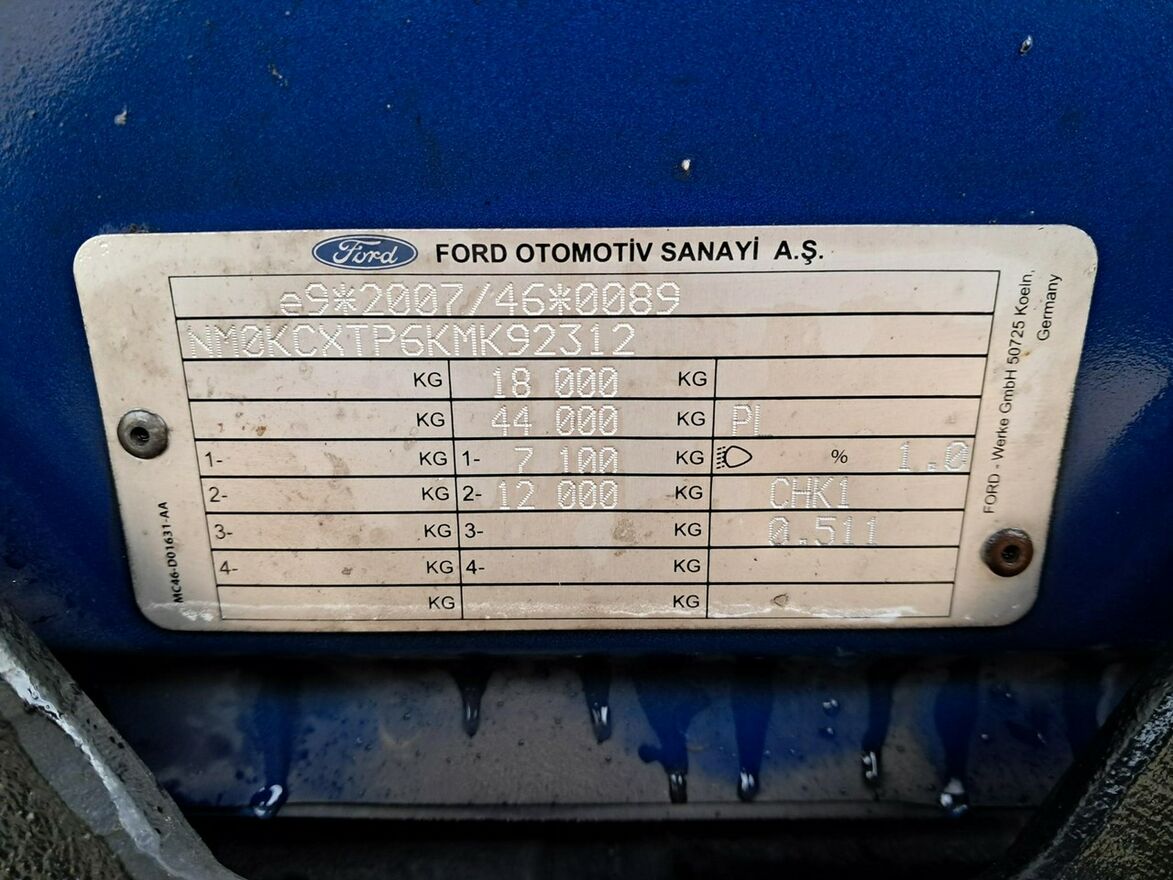 Ford FORD OTOMOTİV SANAYİ A.Ş.
e9*2007/46*0089
NM0KCXTP6KMK92312
KG 18 000 KG
KG 44 000 KG PL
1- KG 1- 7 100 KG % 1.0
2- KG 2- 12 000 KG CHK1
3- KG 3- KG 0.511
4- KG 4- KG
KG KG
MC46-D01631-AA
FORD - Werke GmbH 50725 Koeln,
Germany